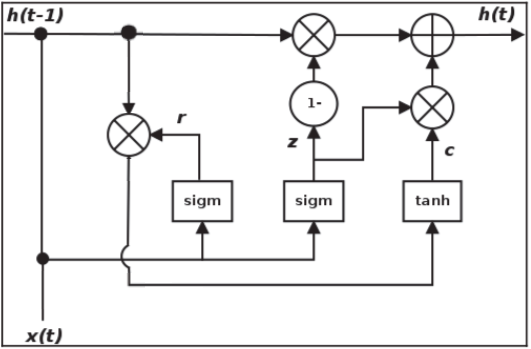 h(t-1)
h(t)
1-
r
z
c
sigm
sigm
tanh
x(t)